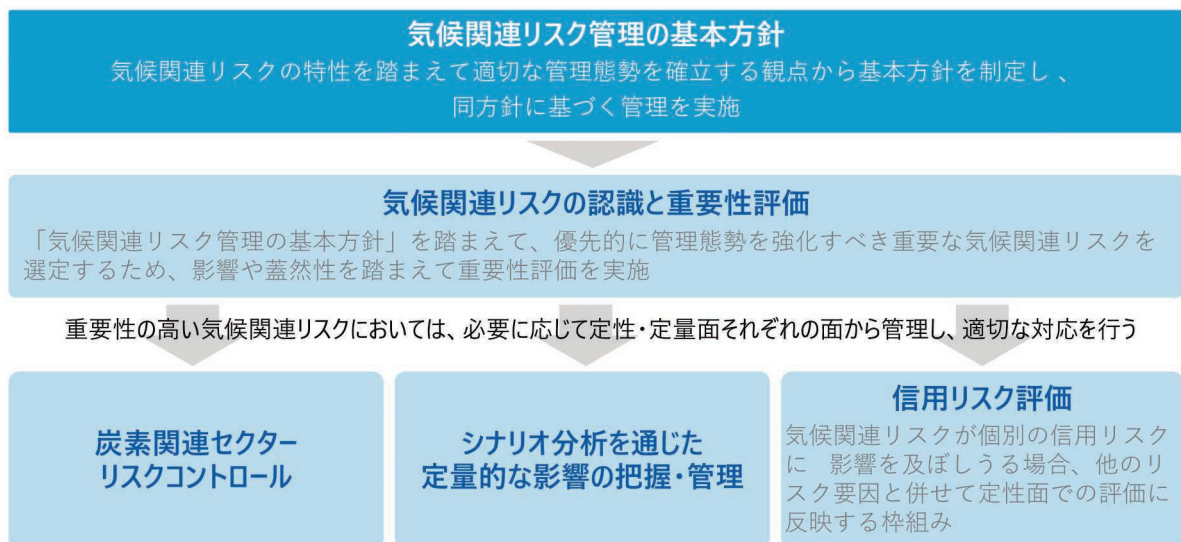 気候関連リスク管理の基本方針
気候関連リスクの特性を踏まえて適切な管理態勢を確立する観点から基本方針を制定し 、
同方針に基づく管理を実施
気候関連リスクの認識と重要性評価
「気候関連リスク管理の基本方針」を踏まえて、優先的に管理態勢を強化すべき重要な気候関連リスクを
選定するため、影響や蓋然性を踏まえて重要性評価を実施
重要性の高い気候関連リスクにおいては、必要に応じて定性・定量面それぞれの面から管理し、適切な対応を行う
炭素関連セクター
リスクコントロール
シナリオ分析を通じた
定量的な影響の把握・管理
信用リスク評価
気候関連リスクが個別の信用リスク
に 影響を及ぼしうる場合、他のリ
スク要因と併せて定性面での評価に
反映する枠組み